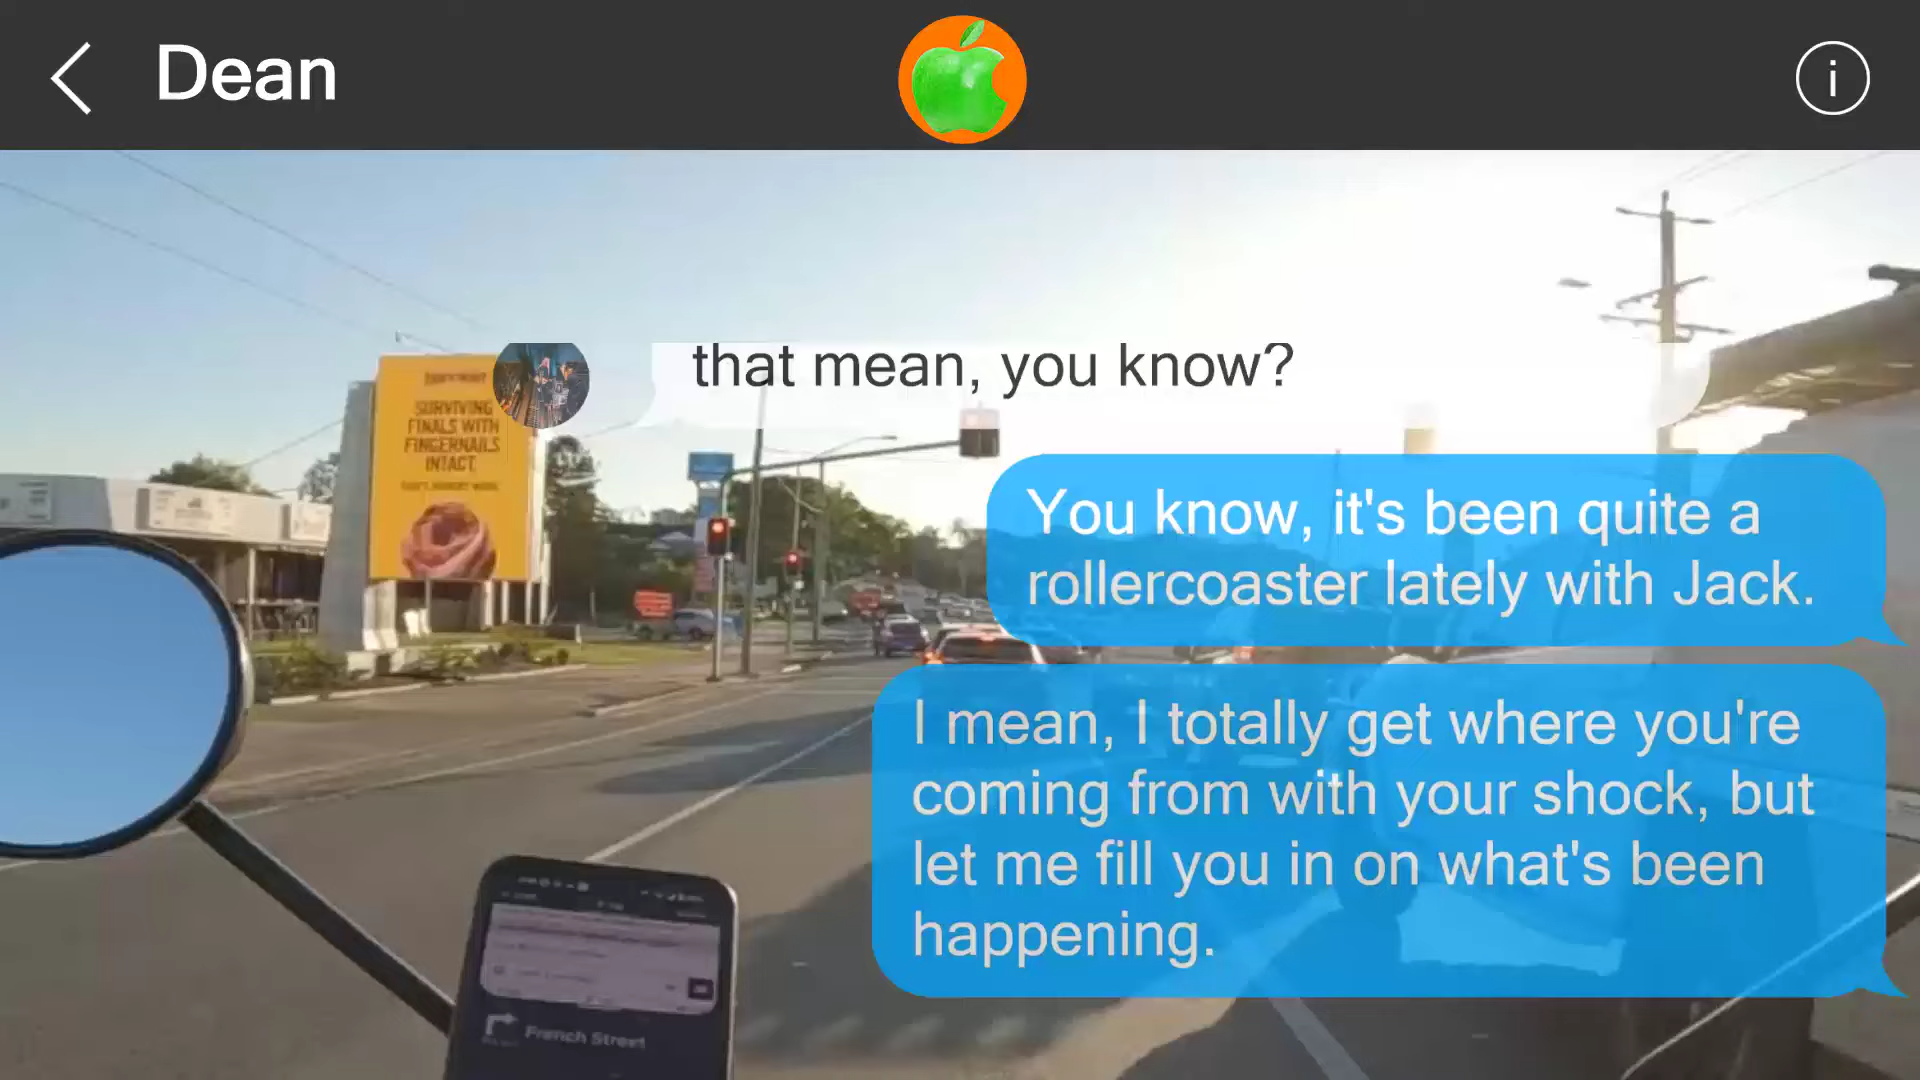 Dean
i
that mean, you know?
You know, it's been quite a
rollercoaster lately with Jack.
I mean, I totally get where you're
coming from with your shock, but
let me fill you in on what's been
happening.
SURVIVING
FINALS WITH
FINGERNAILS
INTACT.
French Street